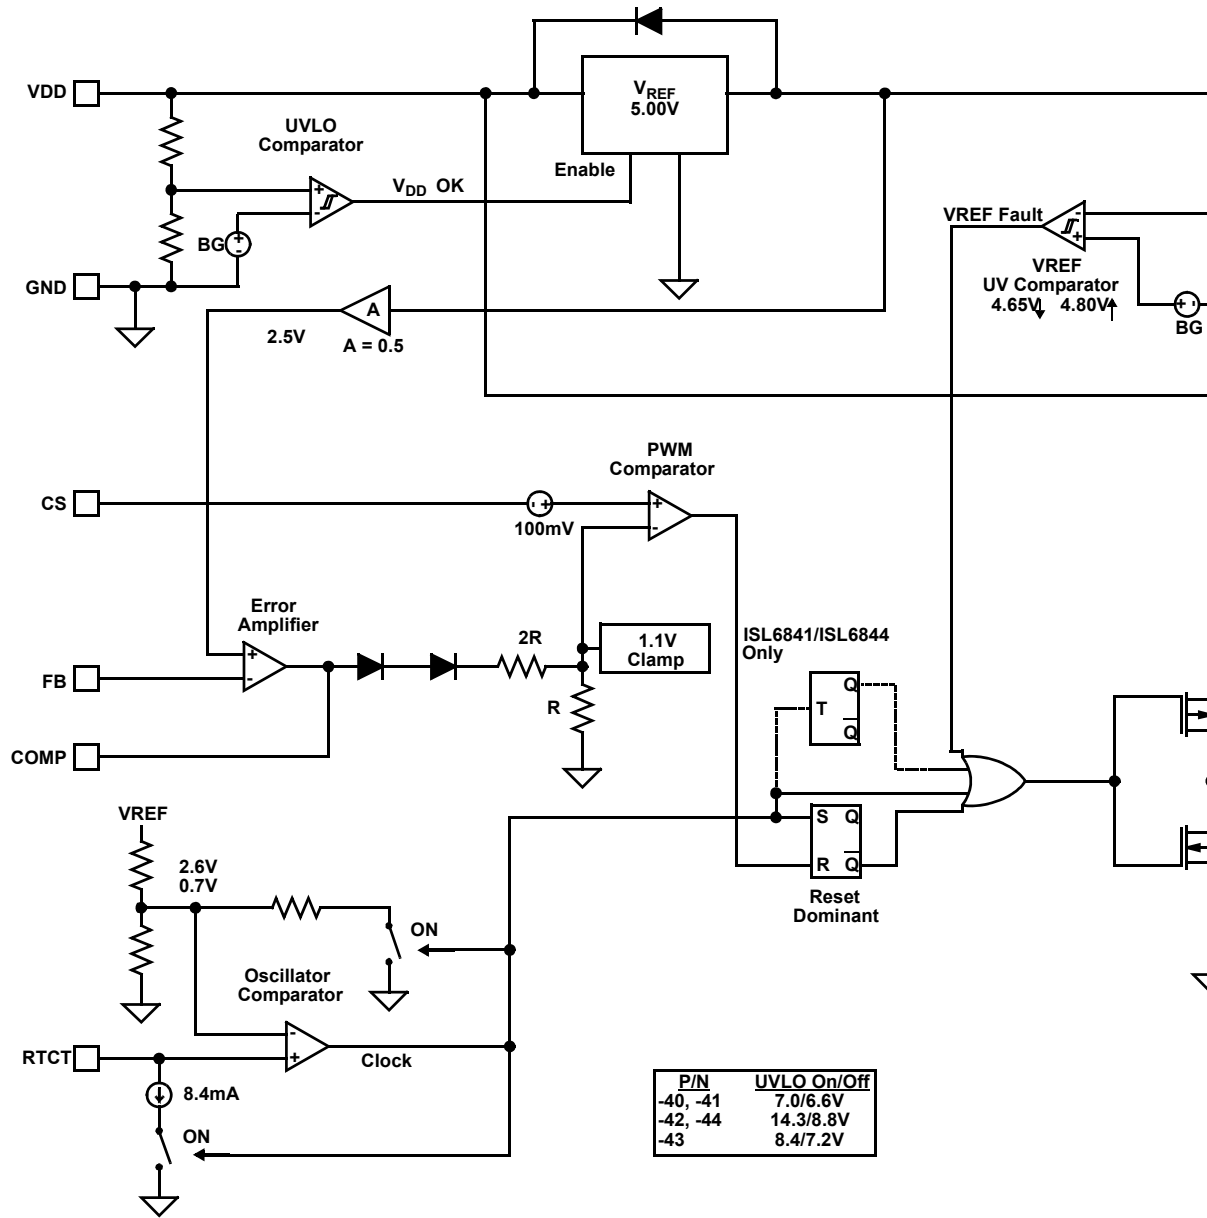 VDD
UVLO
Comparator
V_REF
5.00V
Enable
+
-
V_DD OK
BG
+
-
GND
A
2.5V
A = 0.5
VREF Fault
-
+
VREF
UV Comparator
4.65V 4.80V
+ -
BG
PWM
Comparator
CS
- +
100mV
+
-
Error
Amplifier
+
-
FB
COMP
2R
R
1.1V
Clamp
ISL6841/ISL6844
Only
T
Q
Q
S Q
R Q
Reset
Dominant
VREF
2.6V
0.7V
ON
Oscillator
Comparator
-
+
RTCT
Clock
8.4mA
ON
P/N UVLO On/Off
-40, -41 7.0/6.6V
-42, -44 14.3/8.8V
-43 8.4/7.2V